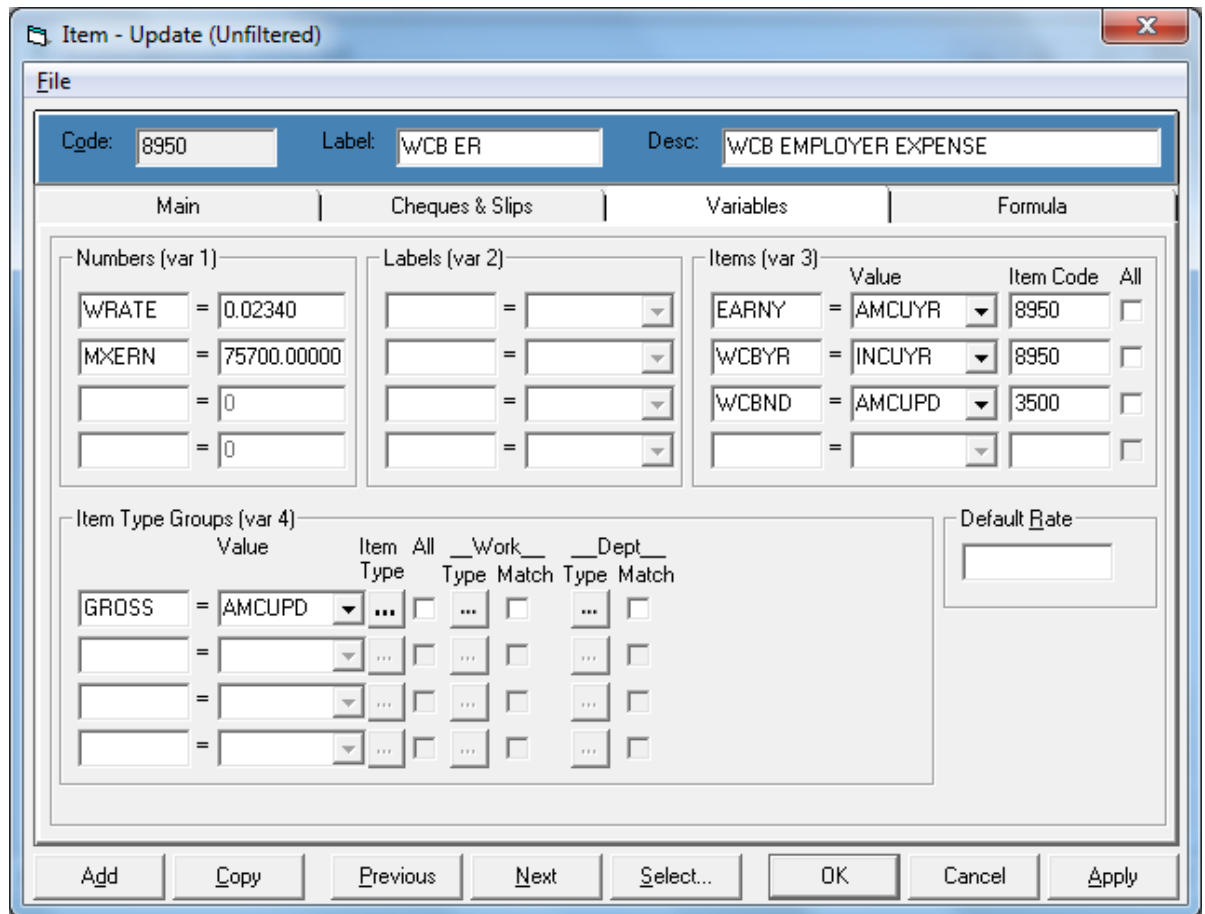 Item - Update (Unfiltered)
File
Code: 8950 Label: WCB ER Desc: WCB EMPLOYER EXPENSE
Main Cheques & Slips Variables Formula
Numbers (var 1) Labels (var 2) Items (var 3)
Value Item Code All
WRATE = 0.02340 = EARNY = AMCUYR 8950
MXERN = 75700.00000 = WCBYR = INCUYR 8950
= 0 = WCBND = AMCUPD 3500
= 0 = =
Item Type Groups (var 4) Default Rate
Value Item All __Work__ __Dept__
Type Type Match Type Match
GROSS = AMCUPD ... ... ...
= ... ... ...
= ... ... ...
= ... ... ...
Add Copy Previous Next Select... OK Cancel Apply